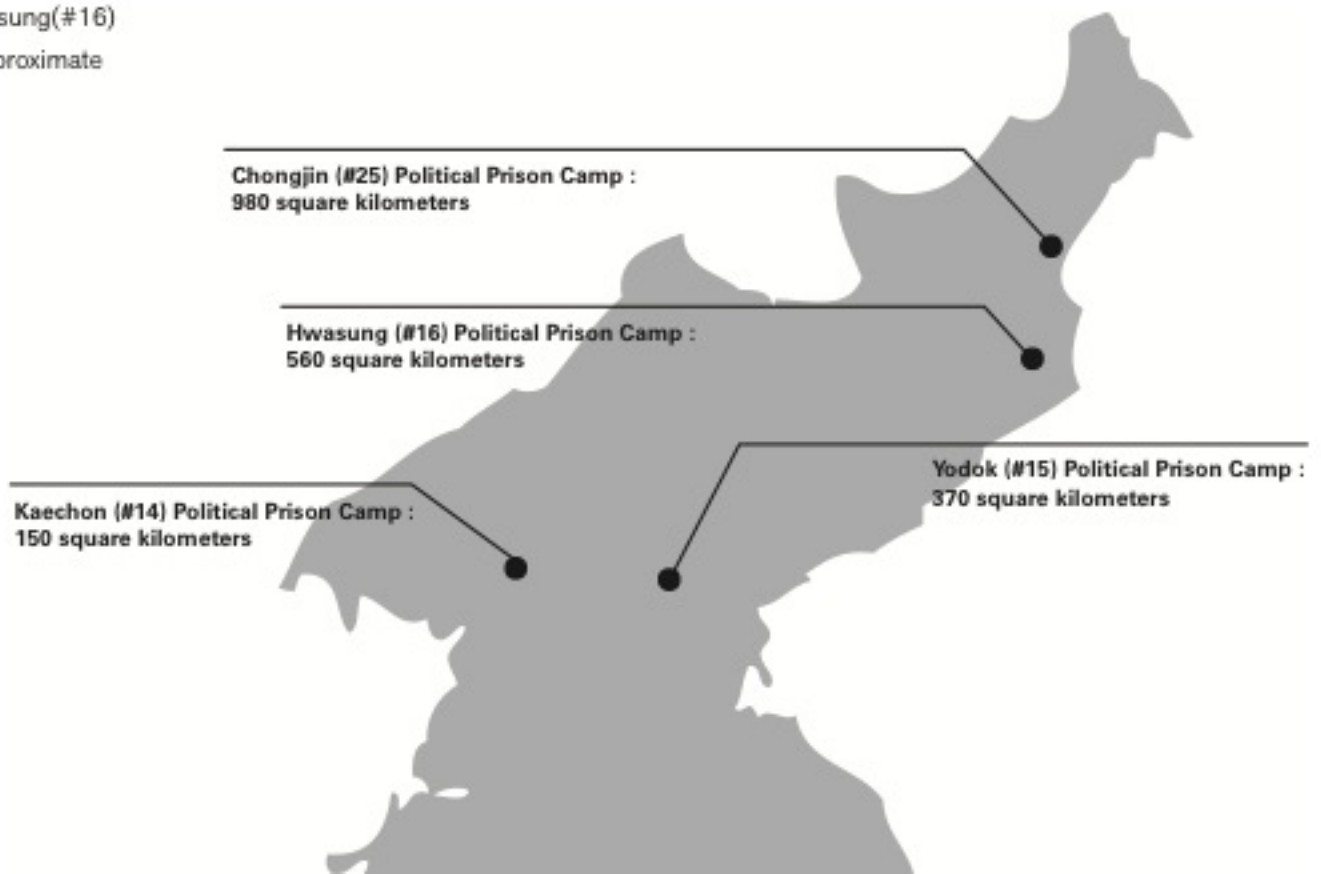 sung(#16)
proximate
Chongjin (#25) Political Prison Camp :
980 square kilometers
Hwasung (#16) Political Prison Camp :
560 square kilometers
Yodok (#15) Political Prison Camp :
370 square kilometers
Kaechon (#14) Political Prison Camp :
150 square kilometers